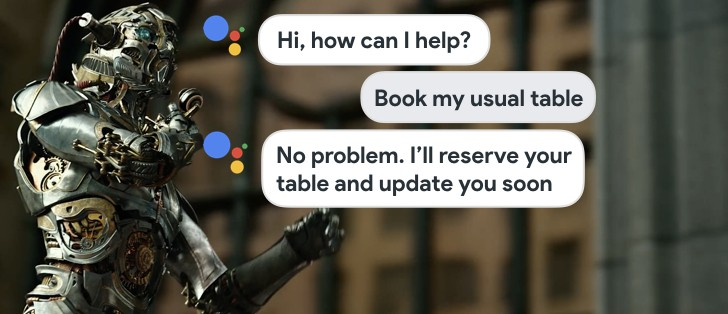 Hi, how can I help?
Book my usual table
No problem. I'll reserve your
table and update you soon